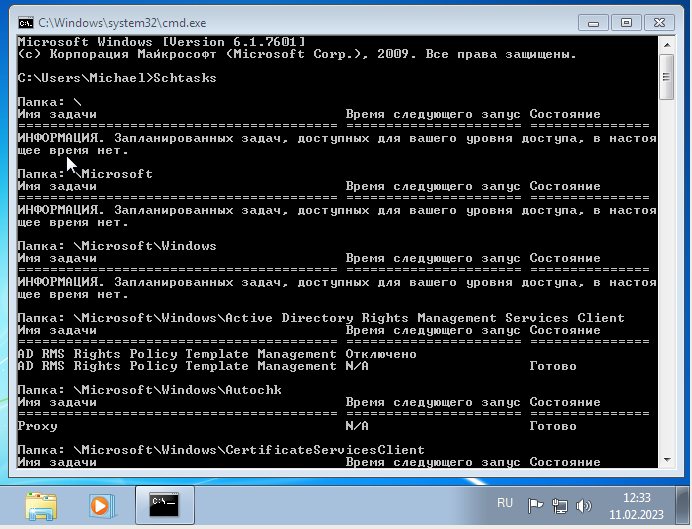 C:\Windows\system32\cmd.exe
Microsoft Windows [Version 6.1.7601]
(c) Корпорация Майкрософт (Microsoft Corp.), 2009. Все права защищены.
C:\Users\Michael>Schtasks
Папка: \
Имя задачи Время следующего запус Состояние
======================================== ====================== ===============
ИНФОРМАЦИЯ. Запланированных задач, доступных для вашего уровня доступа, в настоя
щее время нет.
Папка: \Microsoft
Имя задачи Время следующего запус Состояние
======================================== ====================== ===============
ИНФОРМАЦИЯ. Запланированных задач, доступных для вашего уровня доступа, в настоя
щее время нет.
Папка: \Microsoft\Windows
Имя задачи Время следующего запус Состояние
======================================== ====================== ===============
ИНФОРМАЦИЯ. Запланированных задач, доступных для вашего уровня доступа, в настоя
щее время нет.
Папка: \Microsoft\Windows\Active Directory Rights Management Services Client
Имя задачи Время следующего запус Состояние
======================================== ====================== ===============
AD RMS Rights Policy Template Management Отключено
AD RMS Rights Policy Template Management N/A Готово
Папка: \Microsoft\Windows\Autochk
Имя задачи Время следующего запус Состояние
======================================== ====================== ===============
Proxy N/A Готово
Папка: \Microsoft\Windows\CertificateServicesClient
Имя задачи Время следующего запус Состояние
RU
12:33
11.02.2023